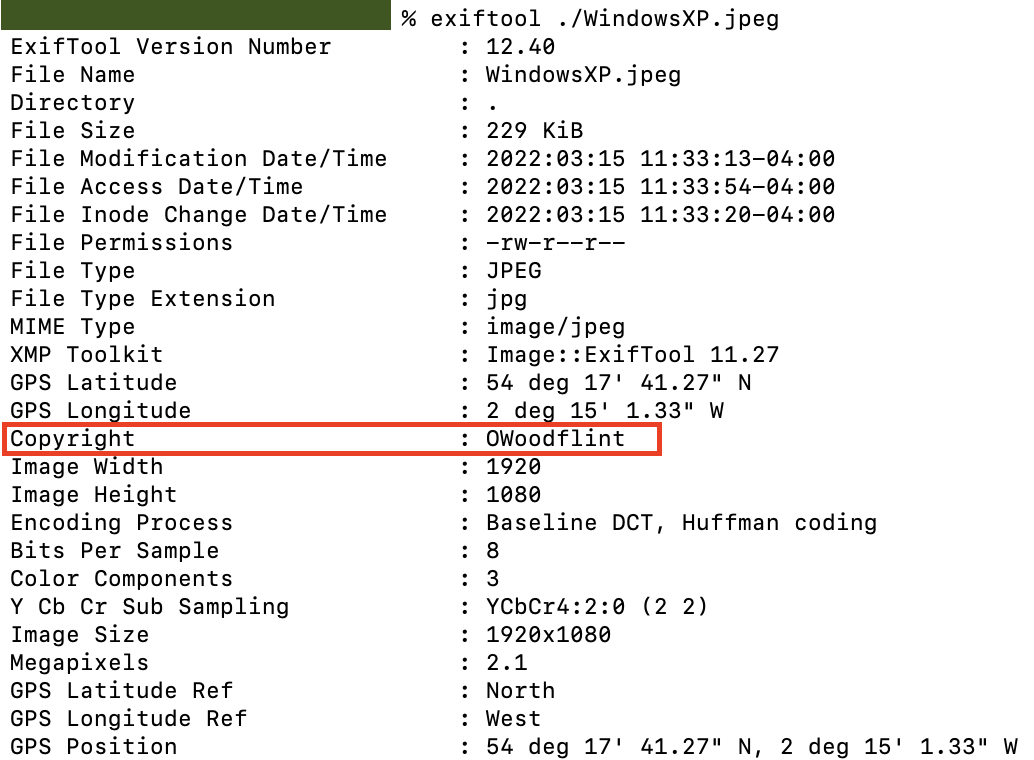 % exiftool ./WindowsXP.jpeg
ExifTool Version Number : 12.40
File Name : WindowsXP.jpeg
Directory : .
File Size : 229 KiB
File Modification Date/Time : 2022:03:15 11:33:13-04:00
File Access Date/Time : 2022:03:15 11:33:54-04:00
File Inode Change Date/Time : 2022:03:15 11:33:20-04:00
File Permissions : -rw-r--r--
File Type : JPEG
File Type Extension : jpg
MIME Type : image/jpeg
XMP Toolkit : Image::ExifTool 11.27
GPS Latitude : 54 deg 17' 41.27" N
GPS Longitude : 2 deg 15' 1.33" W
Copyright : OWoodflint
Image Width : 1920
Image Height : 1080
Encoding Process : Baseline DCT, Huffman coding
Bits Per Sample : 8
Color Components : 3
Y Cb Cr Sub Sampling : YCbCr4:2:0 (2 2)
Image Size : 1920x1080
Megapixels : 2.1
GPS Latitude Ref : North
GPS Longitude Ref : West
GPS Position : 54 deg 17' 41.27" N, 2 deg 15' 1.33" W